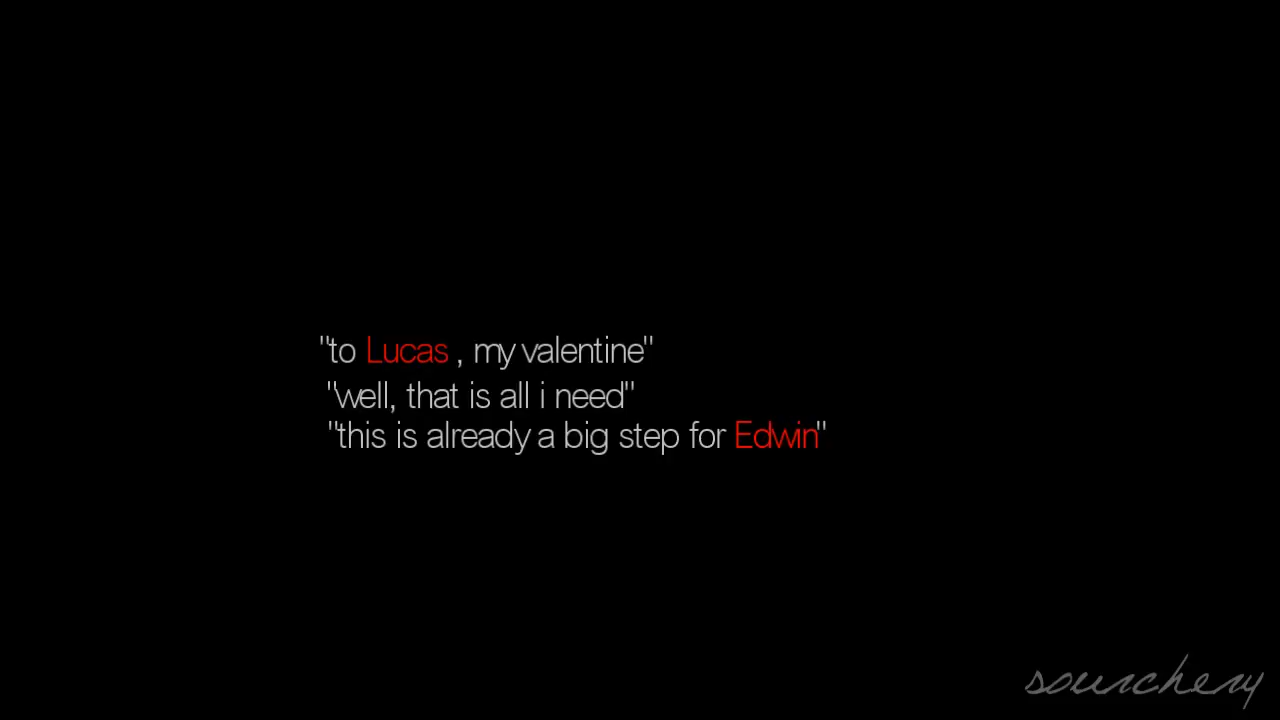 "to Lucas , my valentine"
"well, that is all i need"
"this is already a big step for Edwin"
sourchery